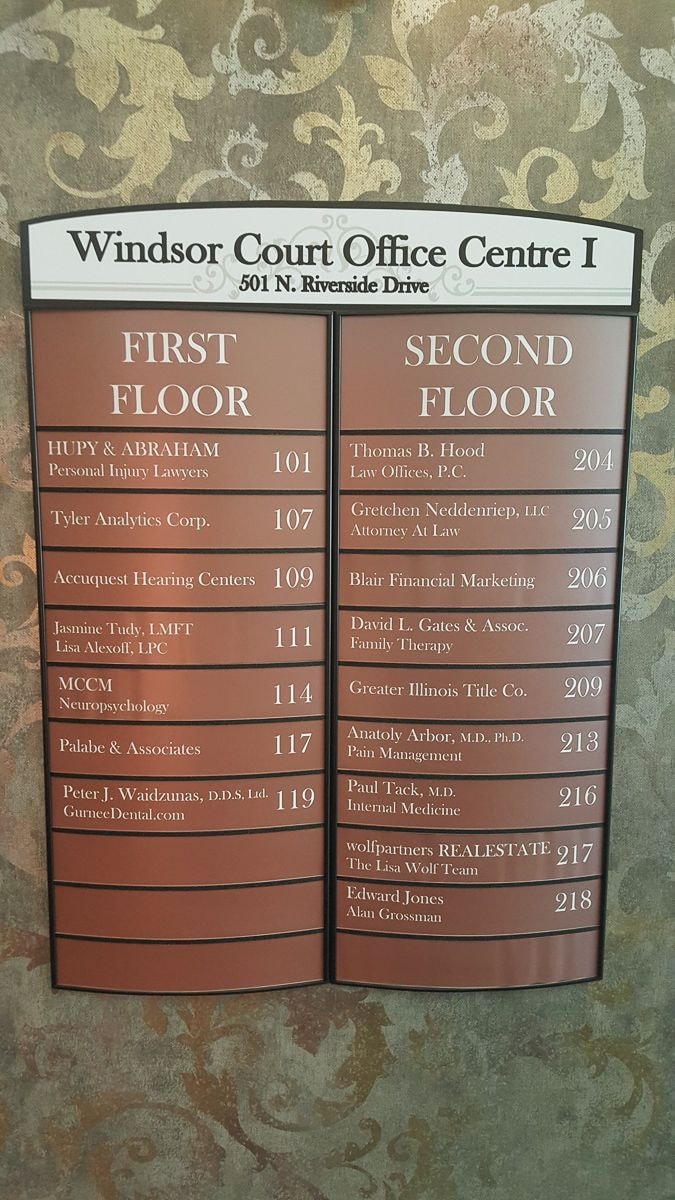 Windsor Court Office Centre I
501 N. Riverside Drive
FIRST
FLOOR
HUPY & ABRAHAM
Personal Injury Lawyers
101
Tyler Analytics Corp. 107
Accuquest Hearing Centers 109
Jasmine Tudy, LMFT
Lisa Alexoff, LPC
111
MCCM
Neuropsychology
114
Palabe & Associates 117
Peter J. Waidzunas, D.D.S, Ltd. 119
GurneeDental.com
SECOND
FLOOR
Thomas B. Hood
Law Offices, P.C.
204
Gretchen Neddenriep, LLC
Attorney At Law
205
Blair Financial Marketing 206
David L. Gates & Assoc.
Family Therapy
207
Greater Illinois Title Co. 209
Anatoly Arbor, M.D., Ph.D.
Pain Management
213
Paul Tack, M.D.
Internal Medicine
216
wolfpartners REALESTATE 217
The Lisa Wolf Team
Edward Jones
Alan Grossman
218